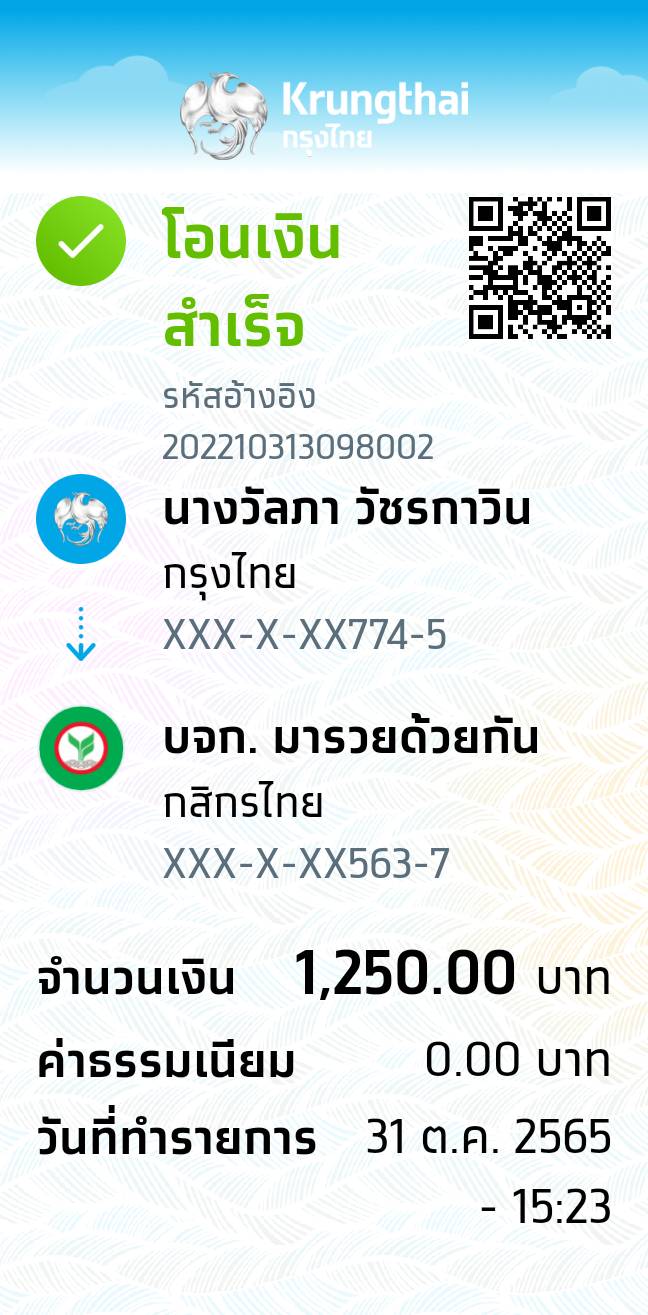 Krungthai
กรุงไทย
โอนเงิน
สำเร็จ
รหัสอ้างอิง
202210313098002
นางวัลภา วัชรกาวิน
กรุงไทย
XXX-X-XX774-5
บจก. มารวยด้วยกัน
กสิกรไทย
XXX-X-XX563-7
จำนวนเงิน 1,250.00 บาท
ค่าธรรมเนียม 0.00 บาท
วันที่ทำรายการ 31 ต.ค. 2565
- 15:23